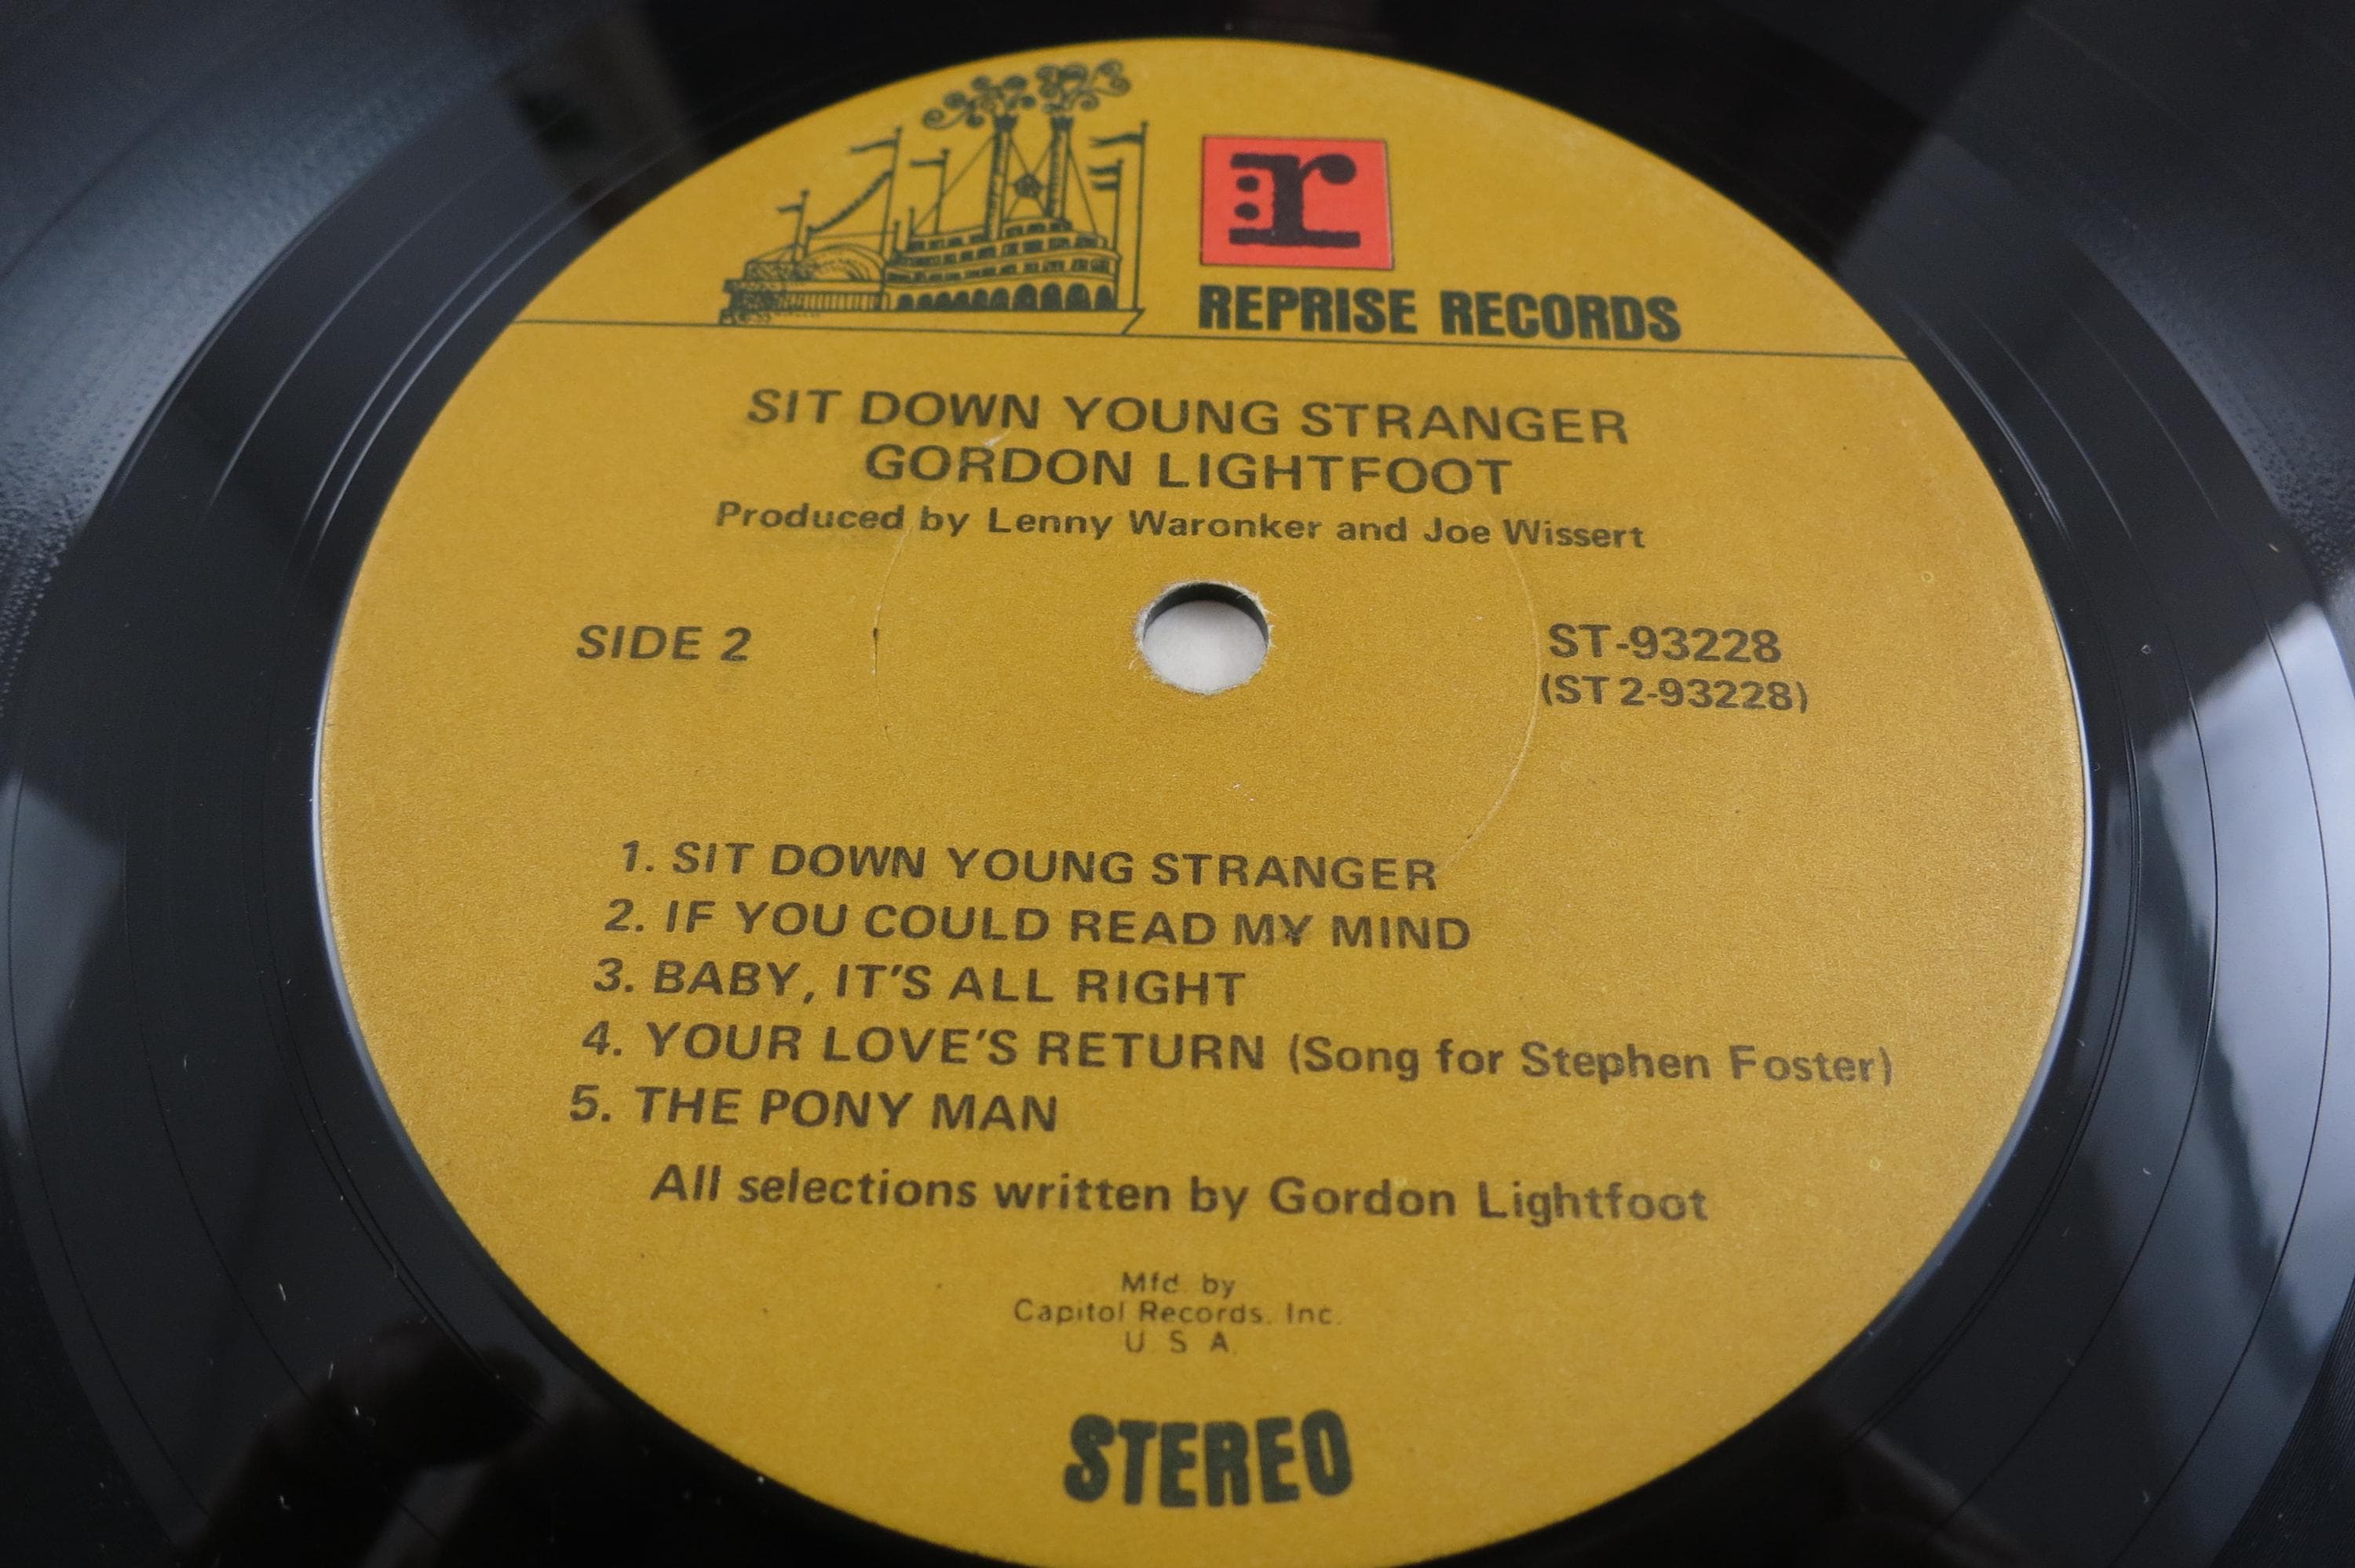 r:
REPRISE RECORDS
SIT DOWN YOUNG STRANGER
GORDON LIGHTFOOT
Produced by Lenny Waronker and Joe Wissert
SIDE 2
ST-93228
(ST 2-93228)
1. SIT DOWN YOUNG STRANGER
2. IF YOU COULD READ MY MIND
3. BABY, IT'S ALL RIGHT
4. YOUR LOVE'S RETURN (Song for Stephen Foster)
5. THE PONY MAN
All selections written by Gordon Lightfoot
Mfd. by
Capitol Records, Inc.
U. S. A.
STEREO